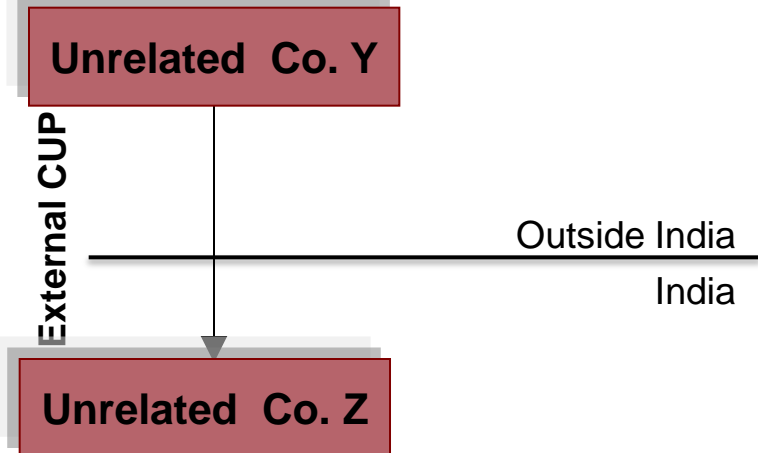 Unrelated  Co. Y
External CUP
Outside India
India
Unrelated  Co. Z